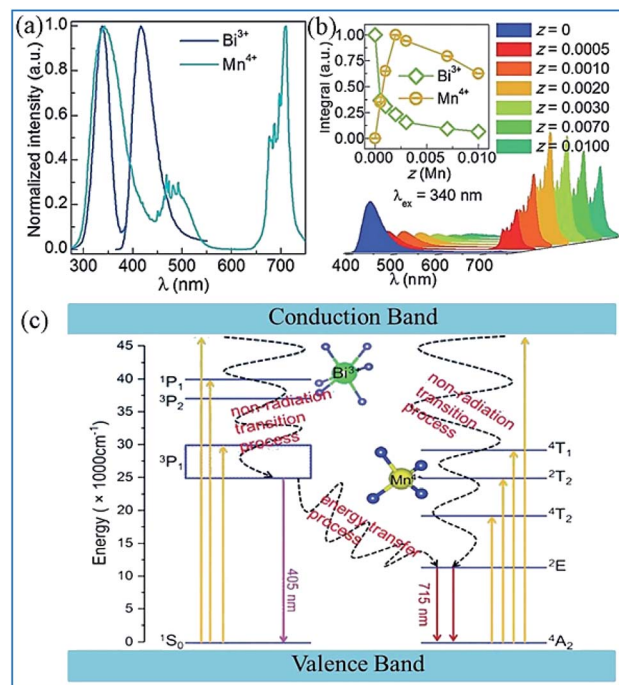 (a)
Normalized intensity (a.u.)
1.0
0.8
0.6
0.4
0.2
0.0
Bi3+
Mn4+
300 400 500 600 700
λ (nm)
(b)
Integral (a.u.)
1.00
0.75
0.50
0.25
0.00
Bi3+
Mn4+
0.000 0.005 0.010
z (Mn)
λex = 340 nm
z = 0
z = 0.0005
z = 0.0010
z = 0.0020
z = 0.0030
z = 0.0070
z = 0.0100
400 450 500 550 600 700
λ (nm)
(c)
Conduction Band
Energy ( × 1000cm-1)
45
40
35
30
25
20
15
10
5
0
1P1
3P2
3P1
1S0
Bi3
non-radiation
transition
process
405 nm
Mn4
energy transfer
process
non-radiation
transition
process
715 nm
4T1
2T2
4T2
2E
4A2
Valence Band